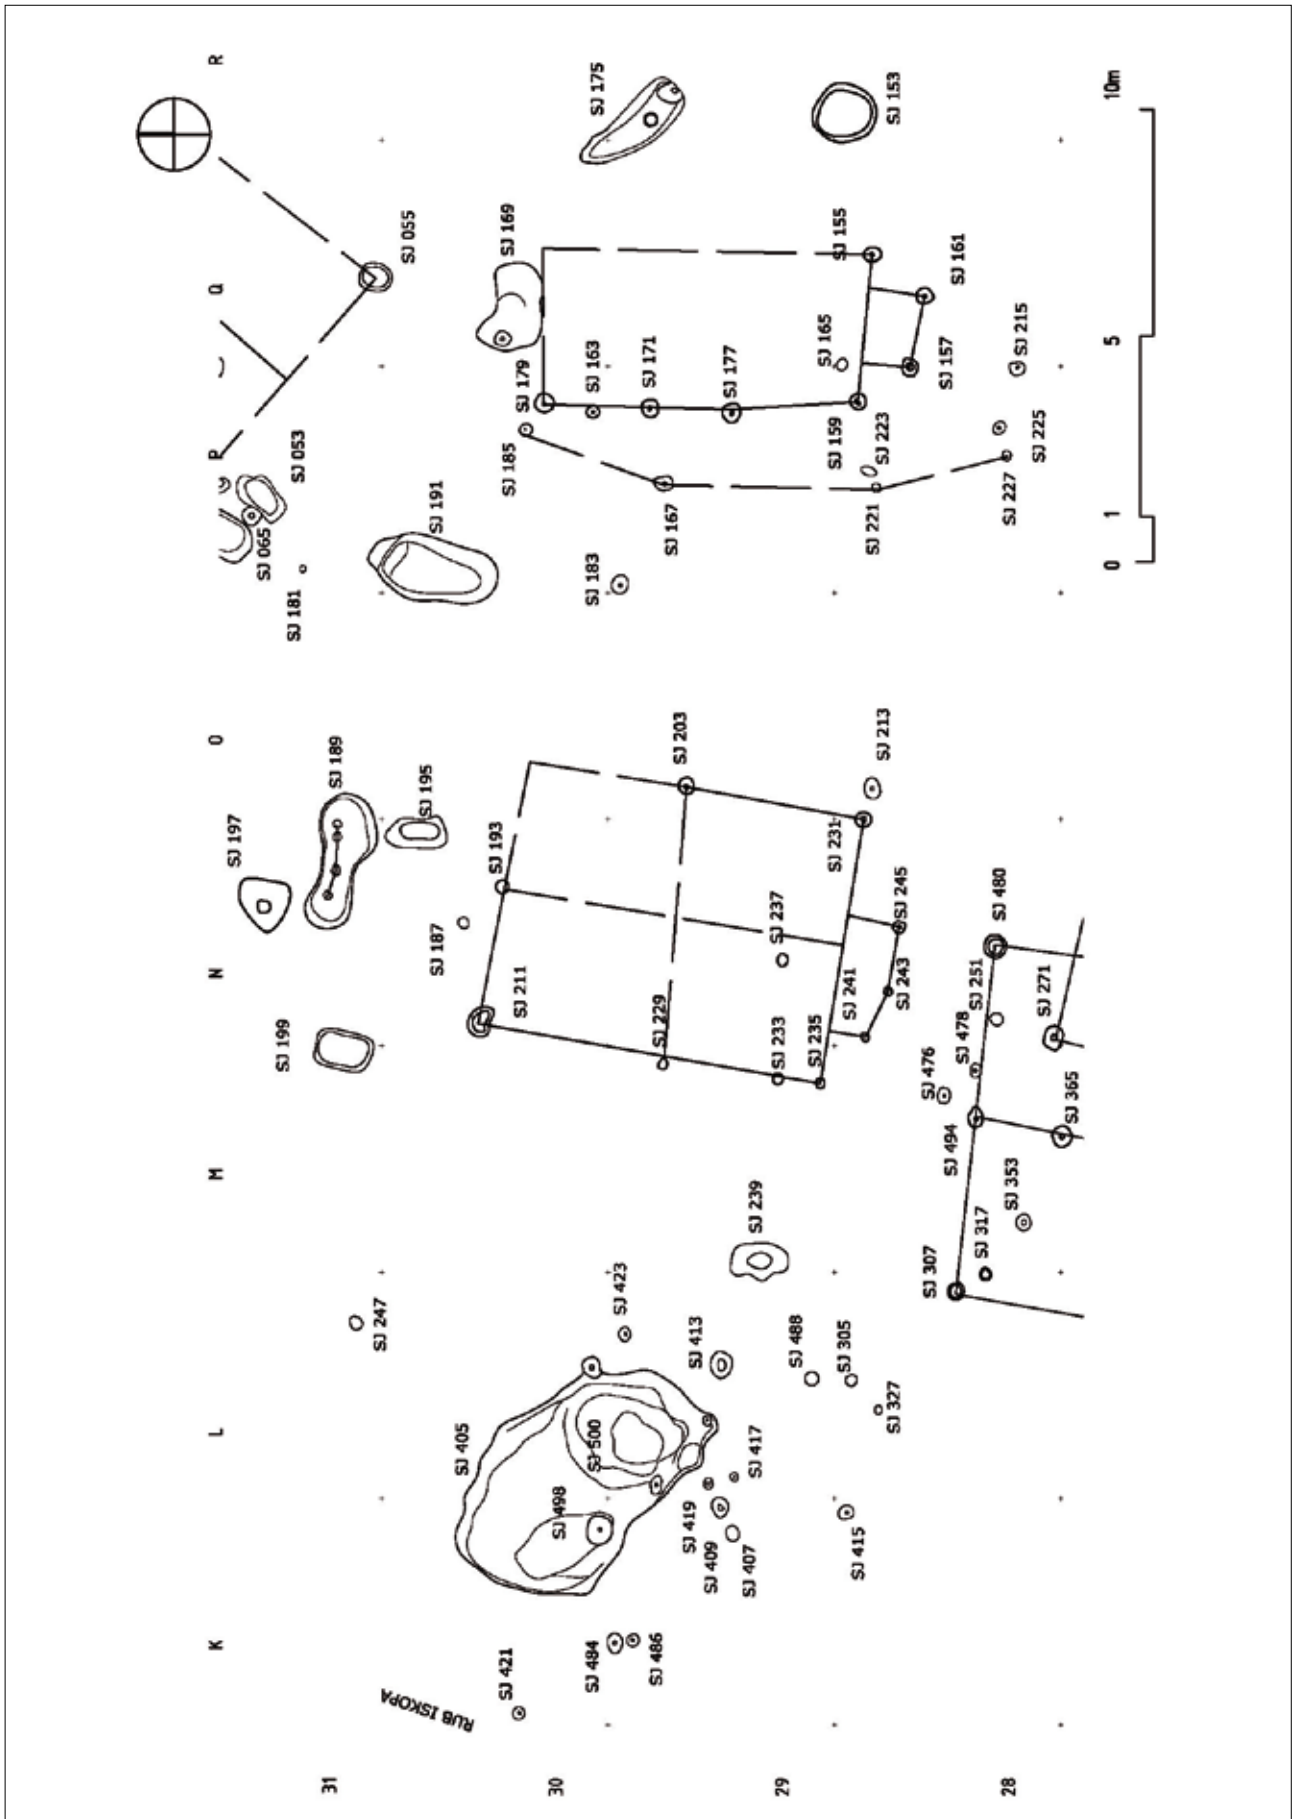 R
Q
P
O
N
M
L
K
31
30
29
28
10m
5
1
0
SJ 175
SJ 153
SJ 055
SJ 169
SJ 155
SJ 161
SJ 165
SJ 157
SJ 215
SJ 179
SJ 163
SJ 171
SJ 177
SJ 159
SJ 223
SJ 225
SJ 227
SJ 221
SJ 185
SJ 167
SJ 053
SJ 065
SJ 181
SJ 191
SJ 183
SJ 189
SJ 195
SJ 197
SJ 203
SJ 213
SJ 193
SJ 231
SJ 187
SJ 237
SJ 245
SJ 480
SJ 211
SJ 199
SJ 229
SJ 233
SJ 235
SJ 241
SJ 243
SJ 251
SJ 271
SJ 478
SJ 476
SJ 494
SJ 365
SJ 353
SJ 317
SJ 307
SJ 239
SJ 247
SJ 423
SJ 413
SJ 488
SJ 305
SJ 327
SJ 405
SJ 500
SJ 498
SJ 417
SJ 419
SJ 409
SJ 407
SJ 415
SJ 484
SJ 486
SJ 421
RUB ISKOPA